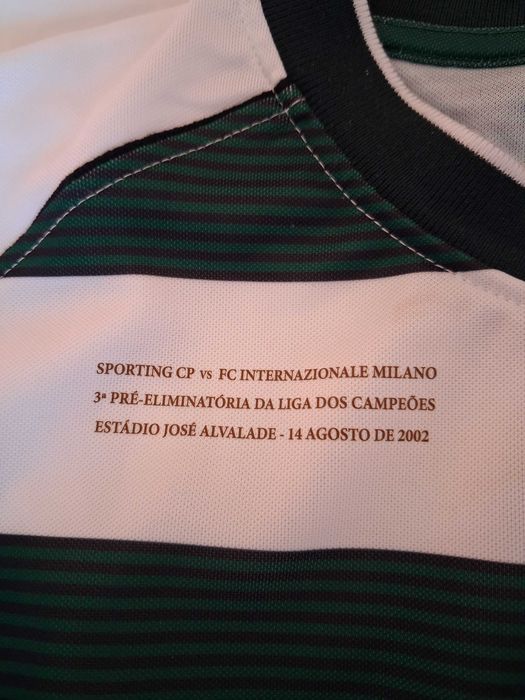 SPORTING CP vs FC INTERNAZIONALE MILANO
3ª PRÉ-ELIMINATÓRIA DA LIGA DOS CAMPEÕES
ESTÁDIO JOSÉ ALVALADE - 14 AGOSTO DE 2002